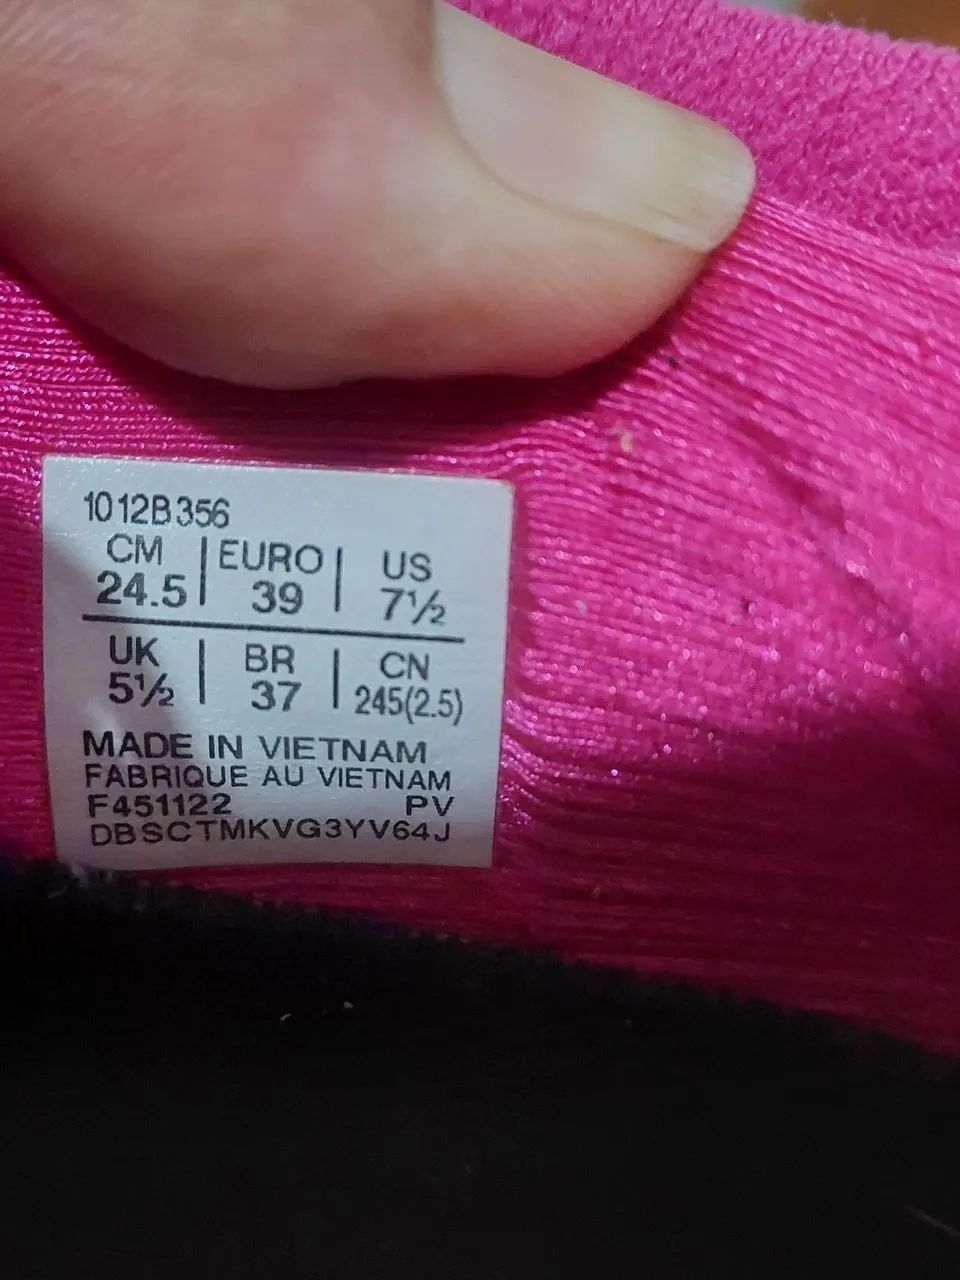 1012B356
CM | EURO | US
24.5 | 39 | 7½
UK | BR | CN
5½ | 37 | 245(2.5)
MADE IN VIETNAM
FABRIQUE AU VIETNAM
F451122 PV
DBSCTMKVG3YV64J